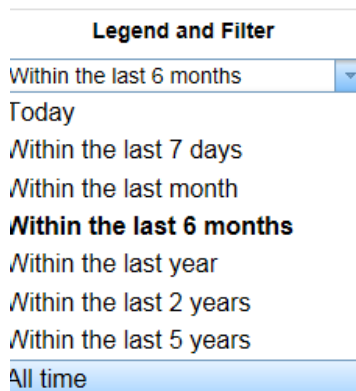 Legend and Filter
Within the last 6 months
Today
Within the last 7 days
Within the last month
Within the last 6 months
Within the last year
Within the last 2 years
Within the last 5 years
All time